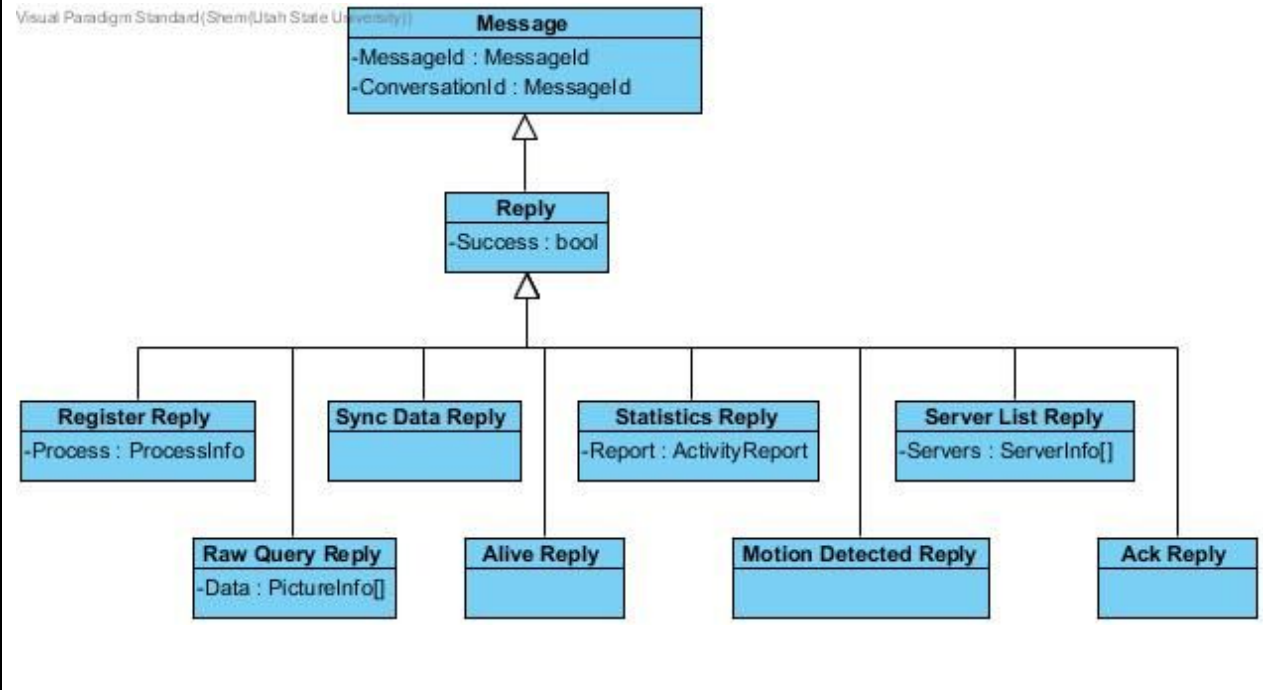 Visual Paradigm Standard(Shem(Utah State University))
Message
-MessageId : MessageId
-ConversationId : MessageId
Reply
-Success : bool
Register Reply
-Process : ProcessInfo
Sync Data Reply
Statistics Reply
-Report : ActivityReport
Server List Reply
-Servers : ServerInfo[]
Raw Query Reply
-Data : PictureInfo[]
Alive Reply
Motion Detected Reply
Ack Reply